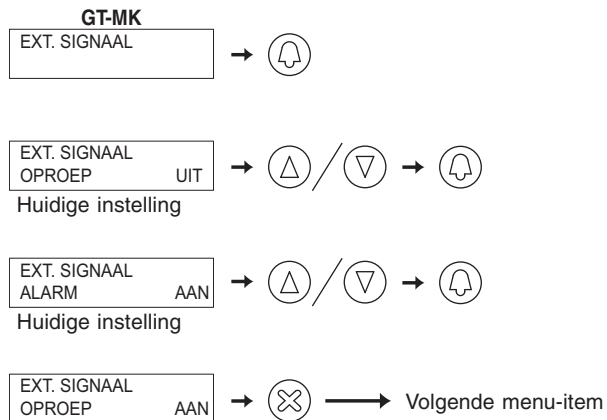 GT-MK
EXT. SIGNAAL
EXT. SIGNAAL
OPROEP UIT
Huidige instelling
EXT. SIGNAAL
ALARM AAN
Huidige instelling
EXT. SIGNAAL
OPROEP AAN
Volgende menu-item